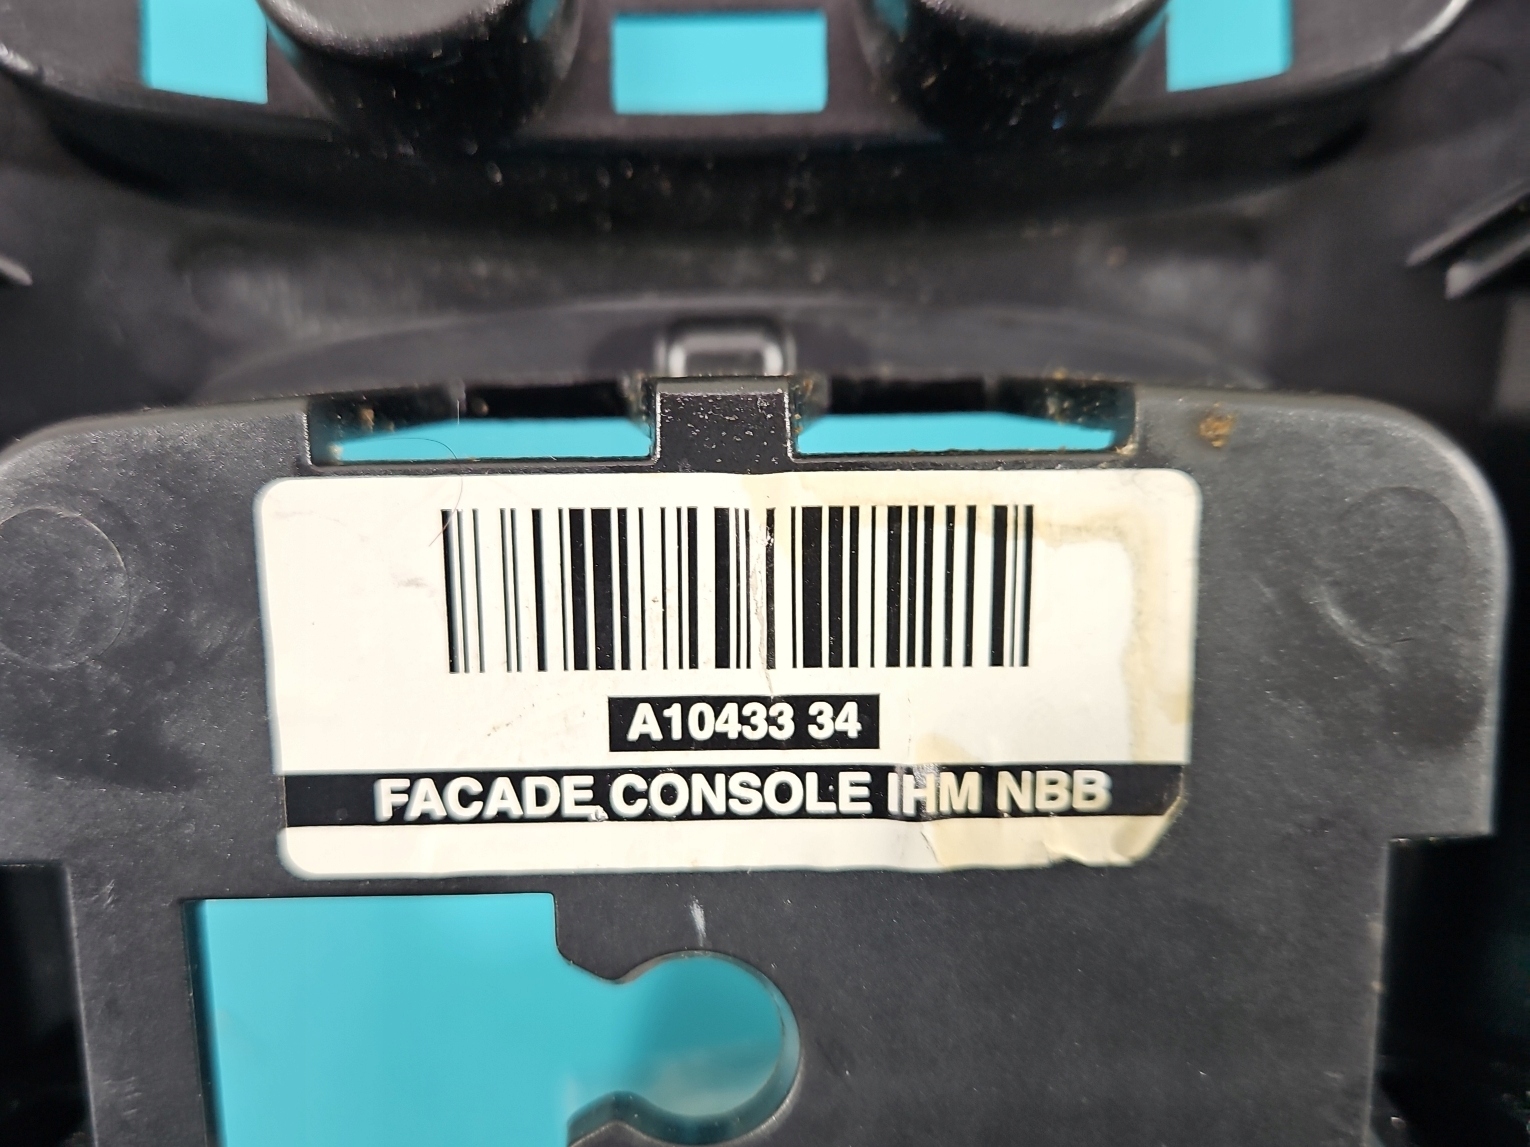 A10433 34
FACADE CONSOLE IHM NBB